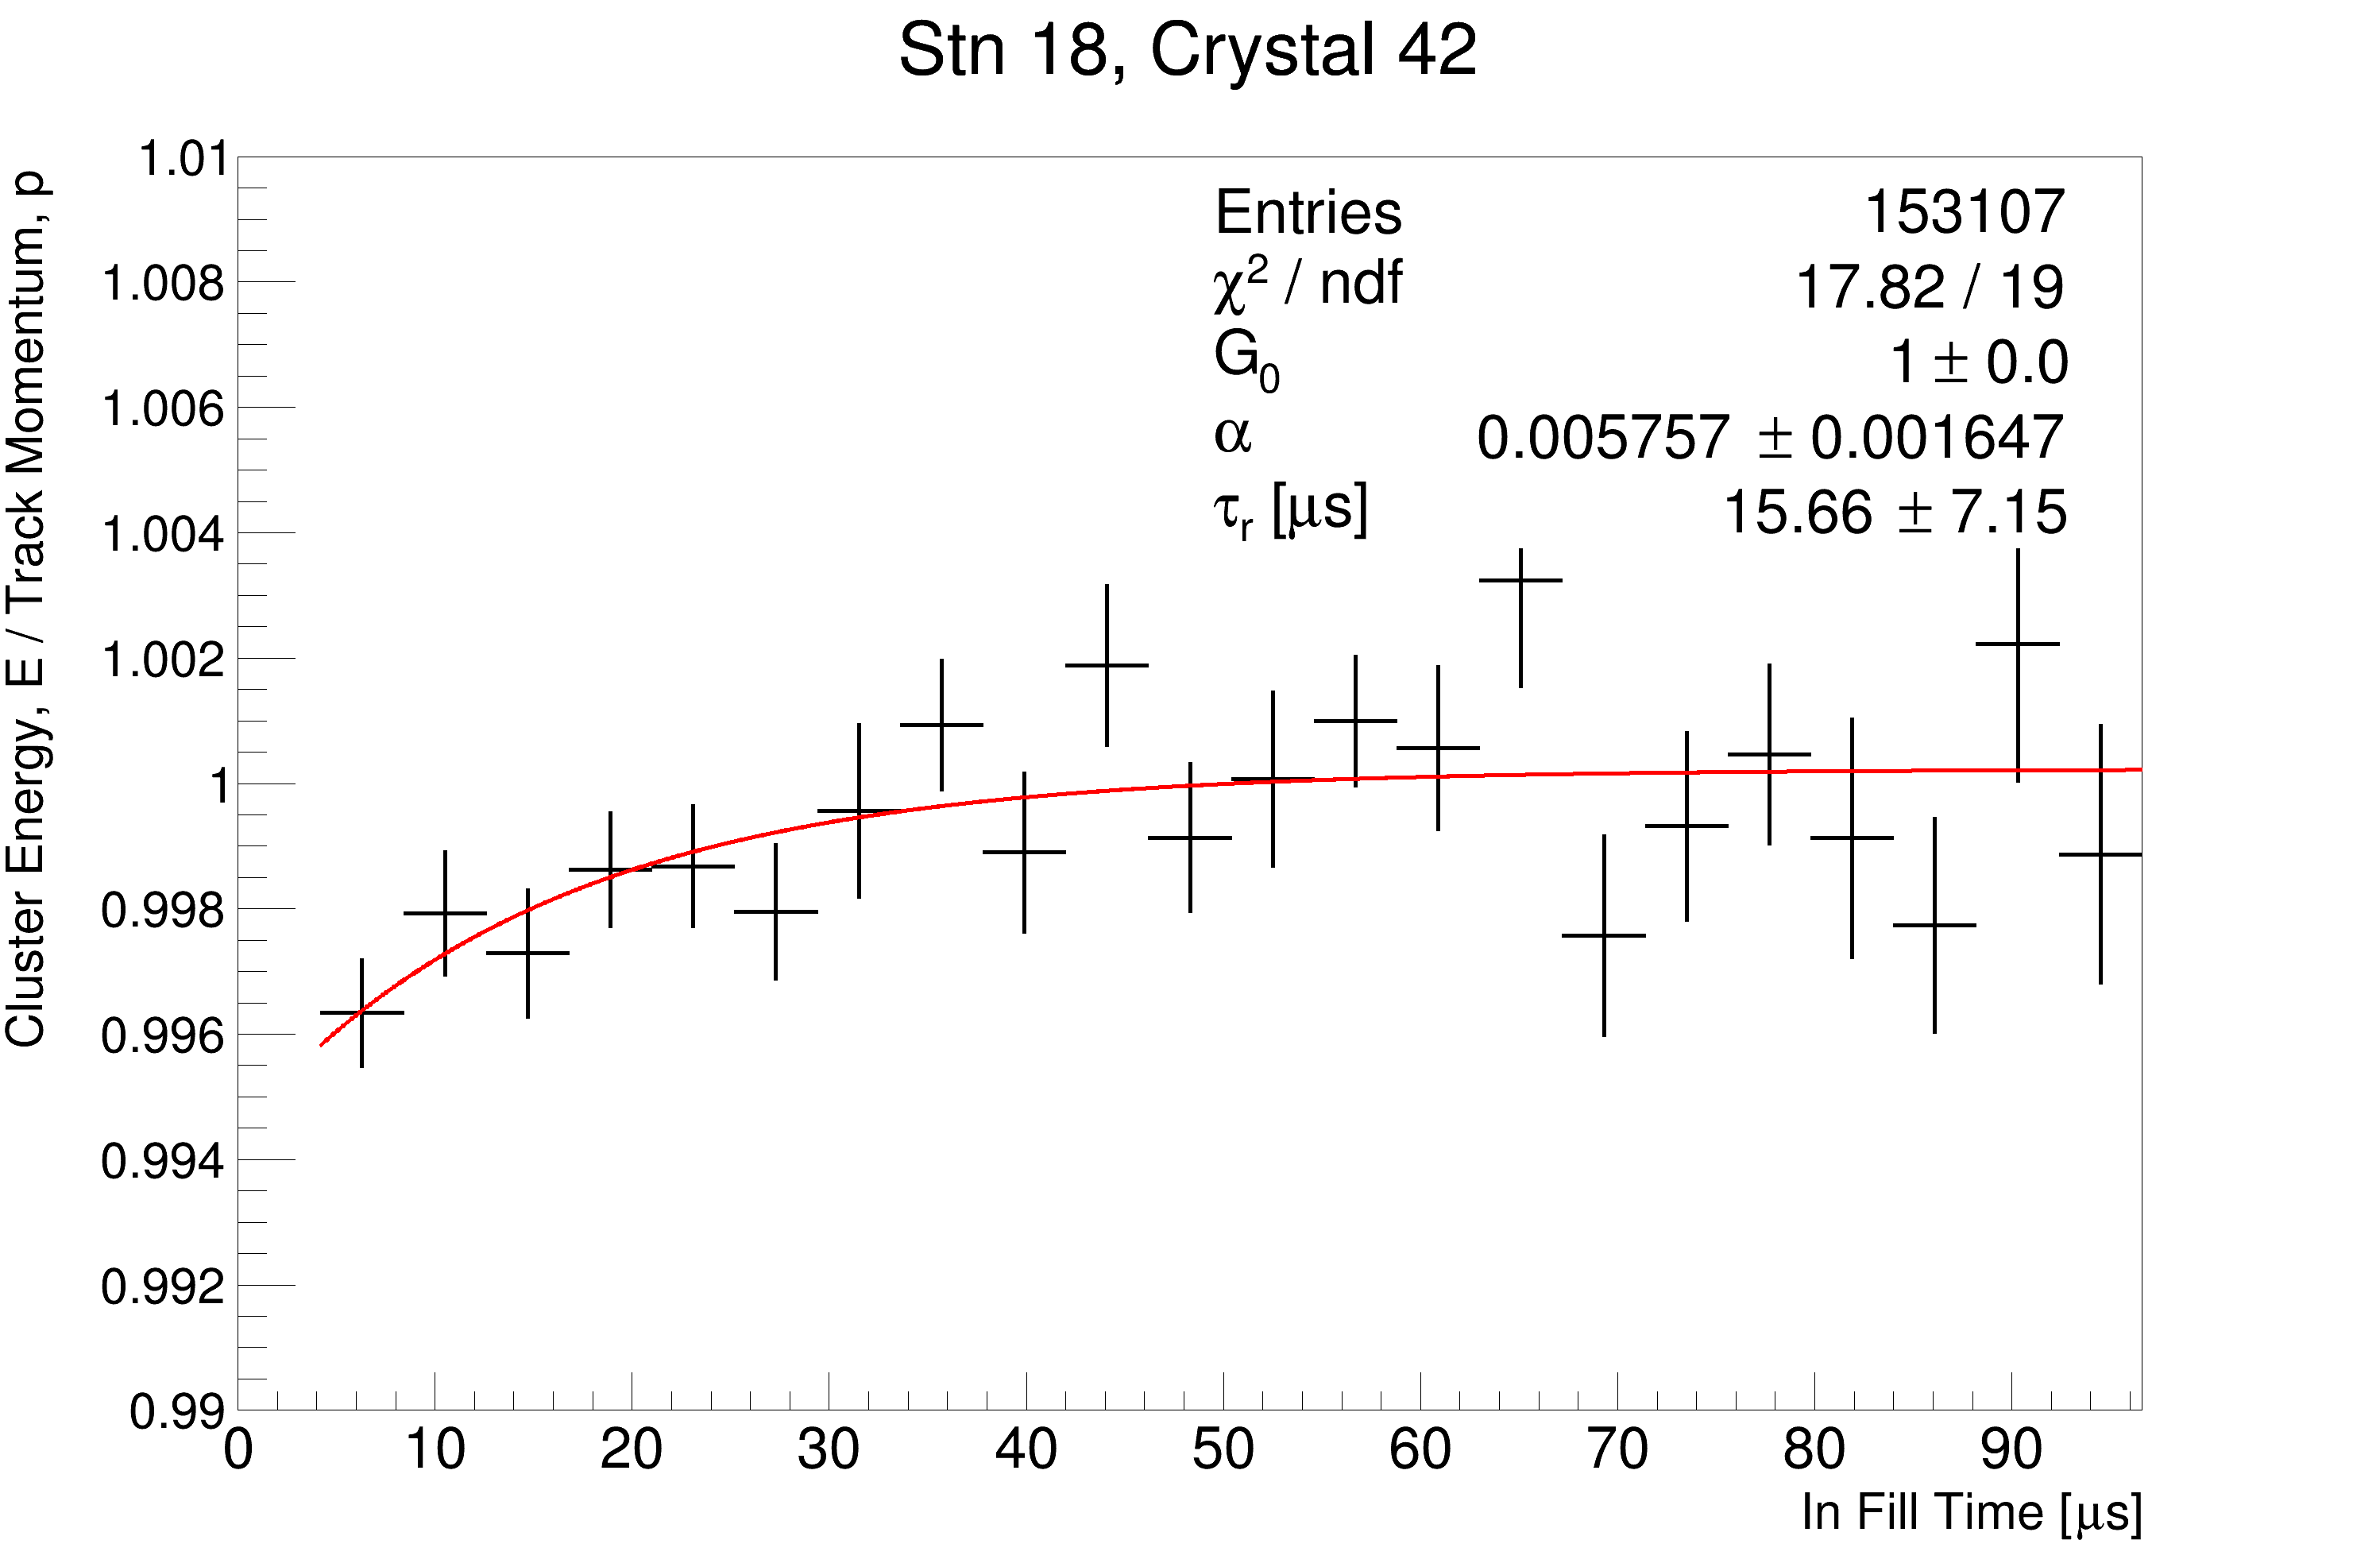 Stn 18, Crystal 42
Cluster Energy, E / Track Momentum, p
1.01
1.008
1.006
1.004
1.002
1
0.998
0.996
0.994
0.992
0.99
Entries 153107
χ² / ndf 17.82 / 19
G₀ 1 ± 0.0
α 0.005757 ± 0.001647
τᵣ [μs] 15.66 ± 7.15
0 10 20 30 40 50 60 70 80 90
In Fill Time [μs]